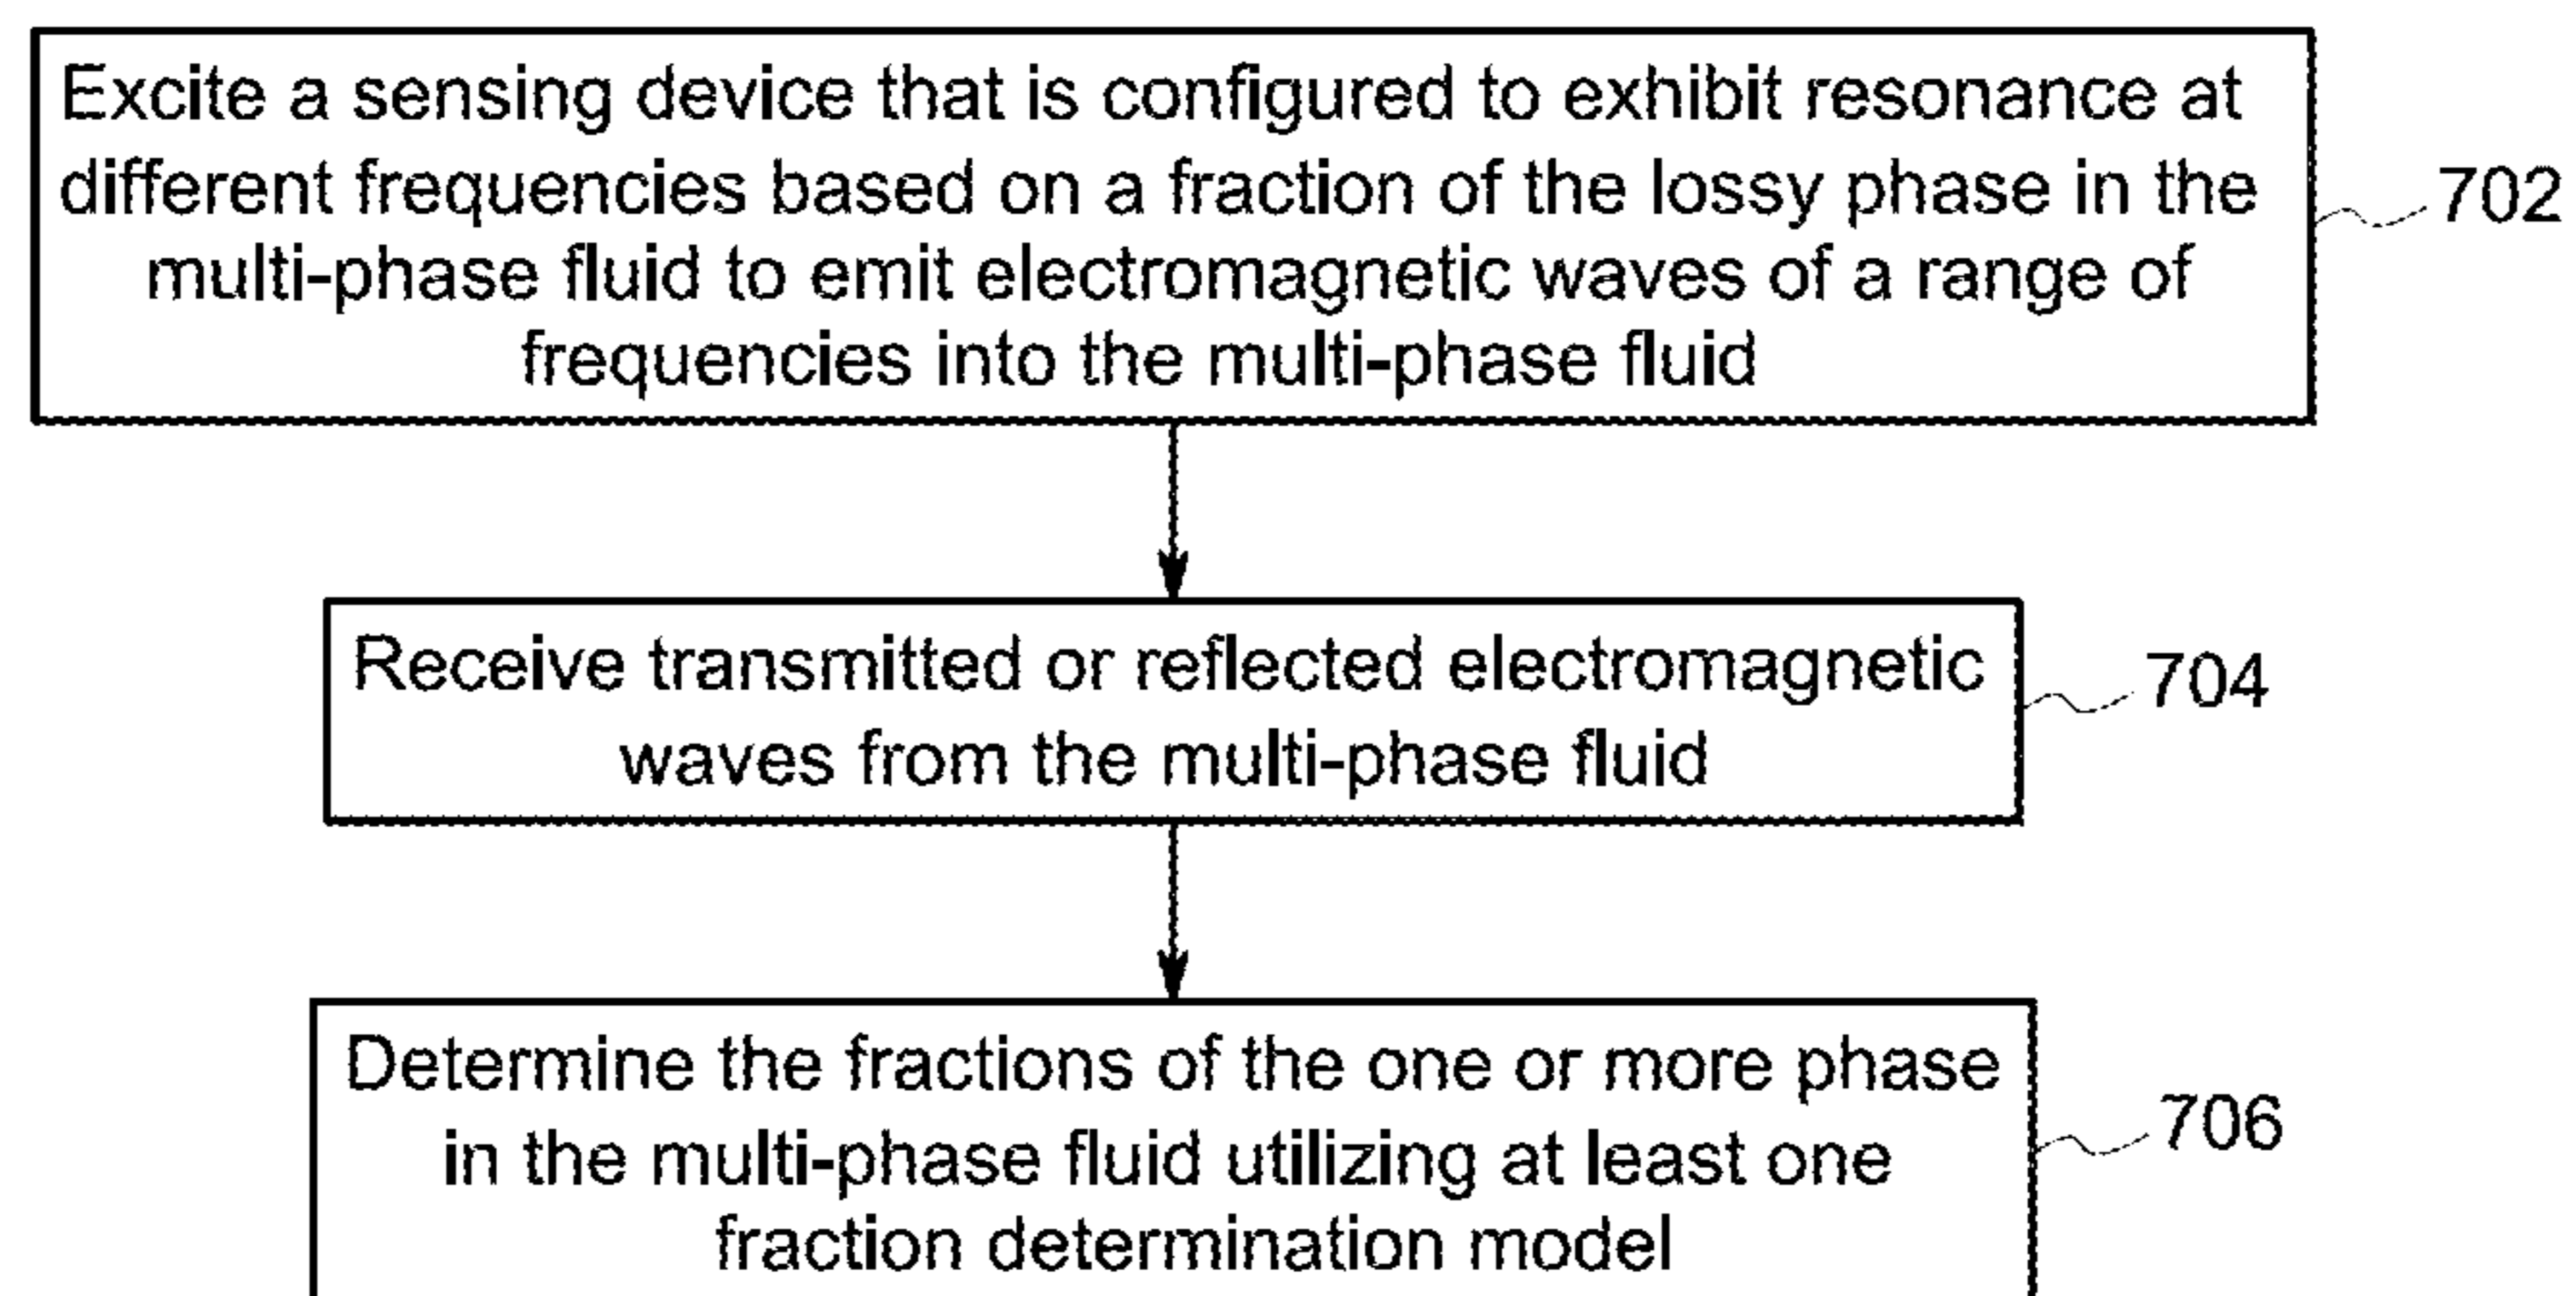 Excite a sensing device that is configured to exhibit resonance at
different frequencies based on a fraction of the lossy phase in the
multi-phase fluid to emit electromagnetic waves of a range of
frequencies into the multi-phase fluid
702
Receive transmitted or reflected electromagnetic
waves from the multi-phase fluid
704
Determine the fractions of the one or more phase
in the multi-phase fluid utilizing at least one
fraction determination model
706